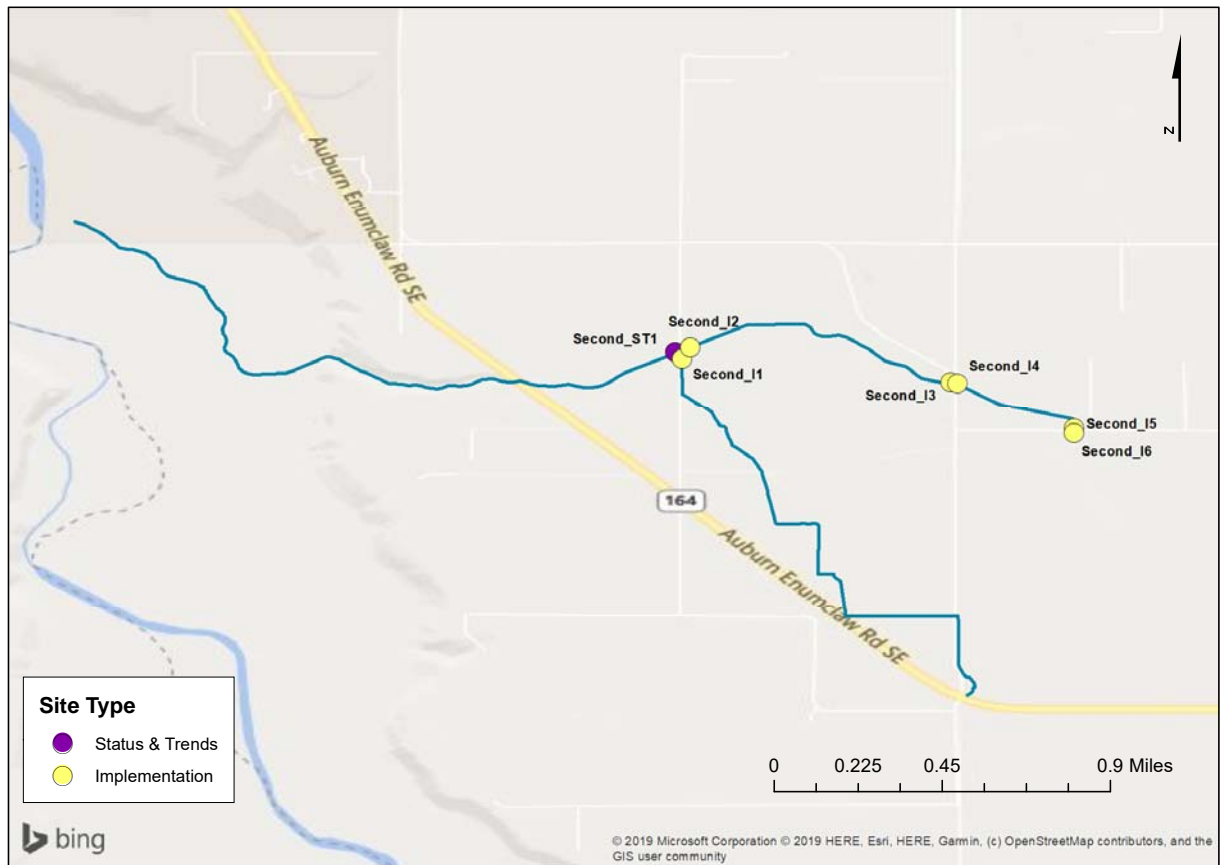 N
Auburn Enumclaw Rd SE
Second_I2
Second_ST1
Second_I1
Second_I4
Second_I3
Second_I5
Second_I6
164
Auburn Enumclaw Rd SE
Site Type
Status & Trends
Implementation
0 0.225 0.45 0.9 Miles
bing
© 2019 Microsoft Corporation © 2019 HERE, Esri, HERE, Garmin, (c) OpenStreetMap contributors, and the
GIS user community